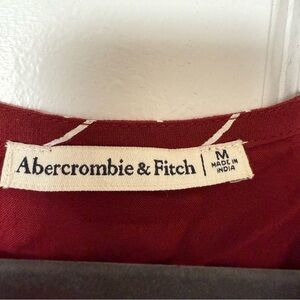 Abercrombie & Fitch
M
MADE IN
INDIA